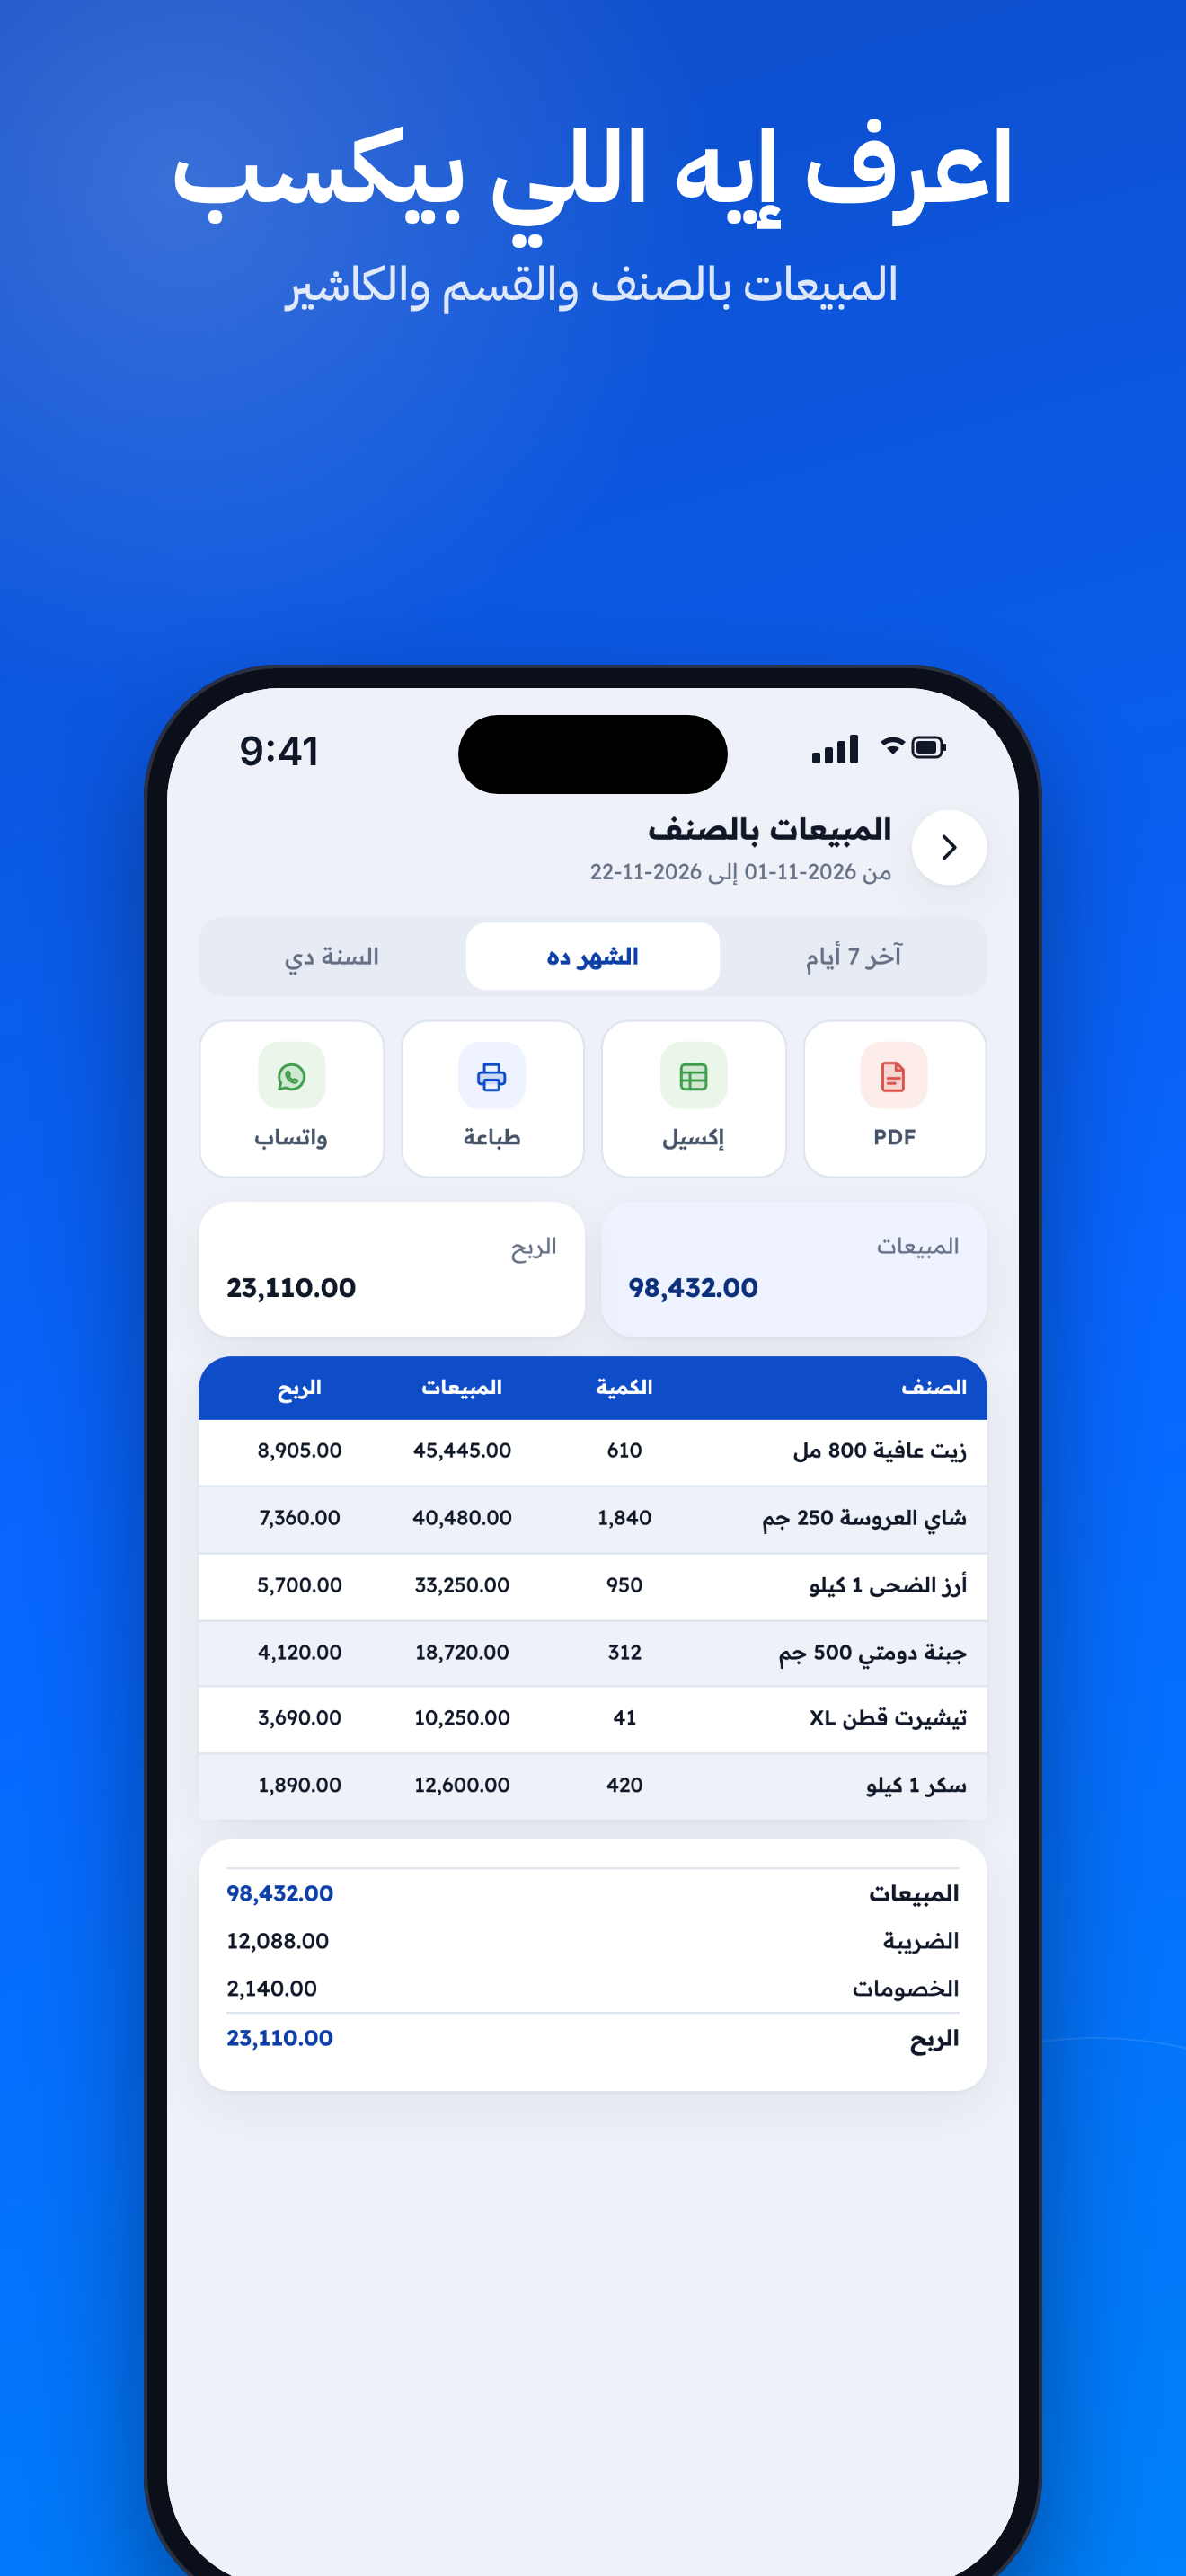 اعرف إيه اللي بيكسب
المبيعات بالصنف والقسم والكاشير
9:41
المبيعات بالصنف
من 2026-11-01 إلى 2026-11-22
آخر 7 أيام الشهر ده السنة دي
PDF إكسيل طباعة واتساب
المبيعات الربح
98,432.00 23,110.00
الصنف الكمية المبيعات الربح
زيت عافية 800 مل 610 45,445.00 8,905.00
شاي العروسة 250 جم 1,840 40,480.00 7,360.00
أرز الضحى 1 كيلو 950 33,250.00 5,700.00
جبنة دومتي 500 جم 312 18,720.00 4,120.00
تيشيرت قطن XL 41 10,250.00 3,690.00
سكر 1 كيلو 420 12,600.00 1,890.00
المبيعات 98,432.00
الضريبة 12,088.00
الخصومات 2,140.00
الربح 23,110.00